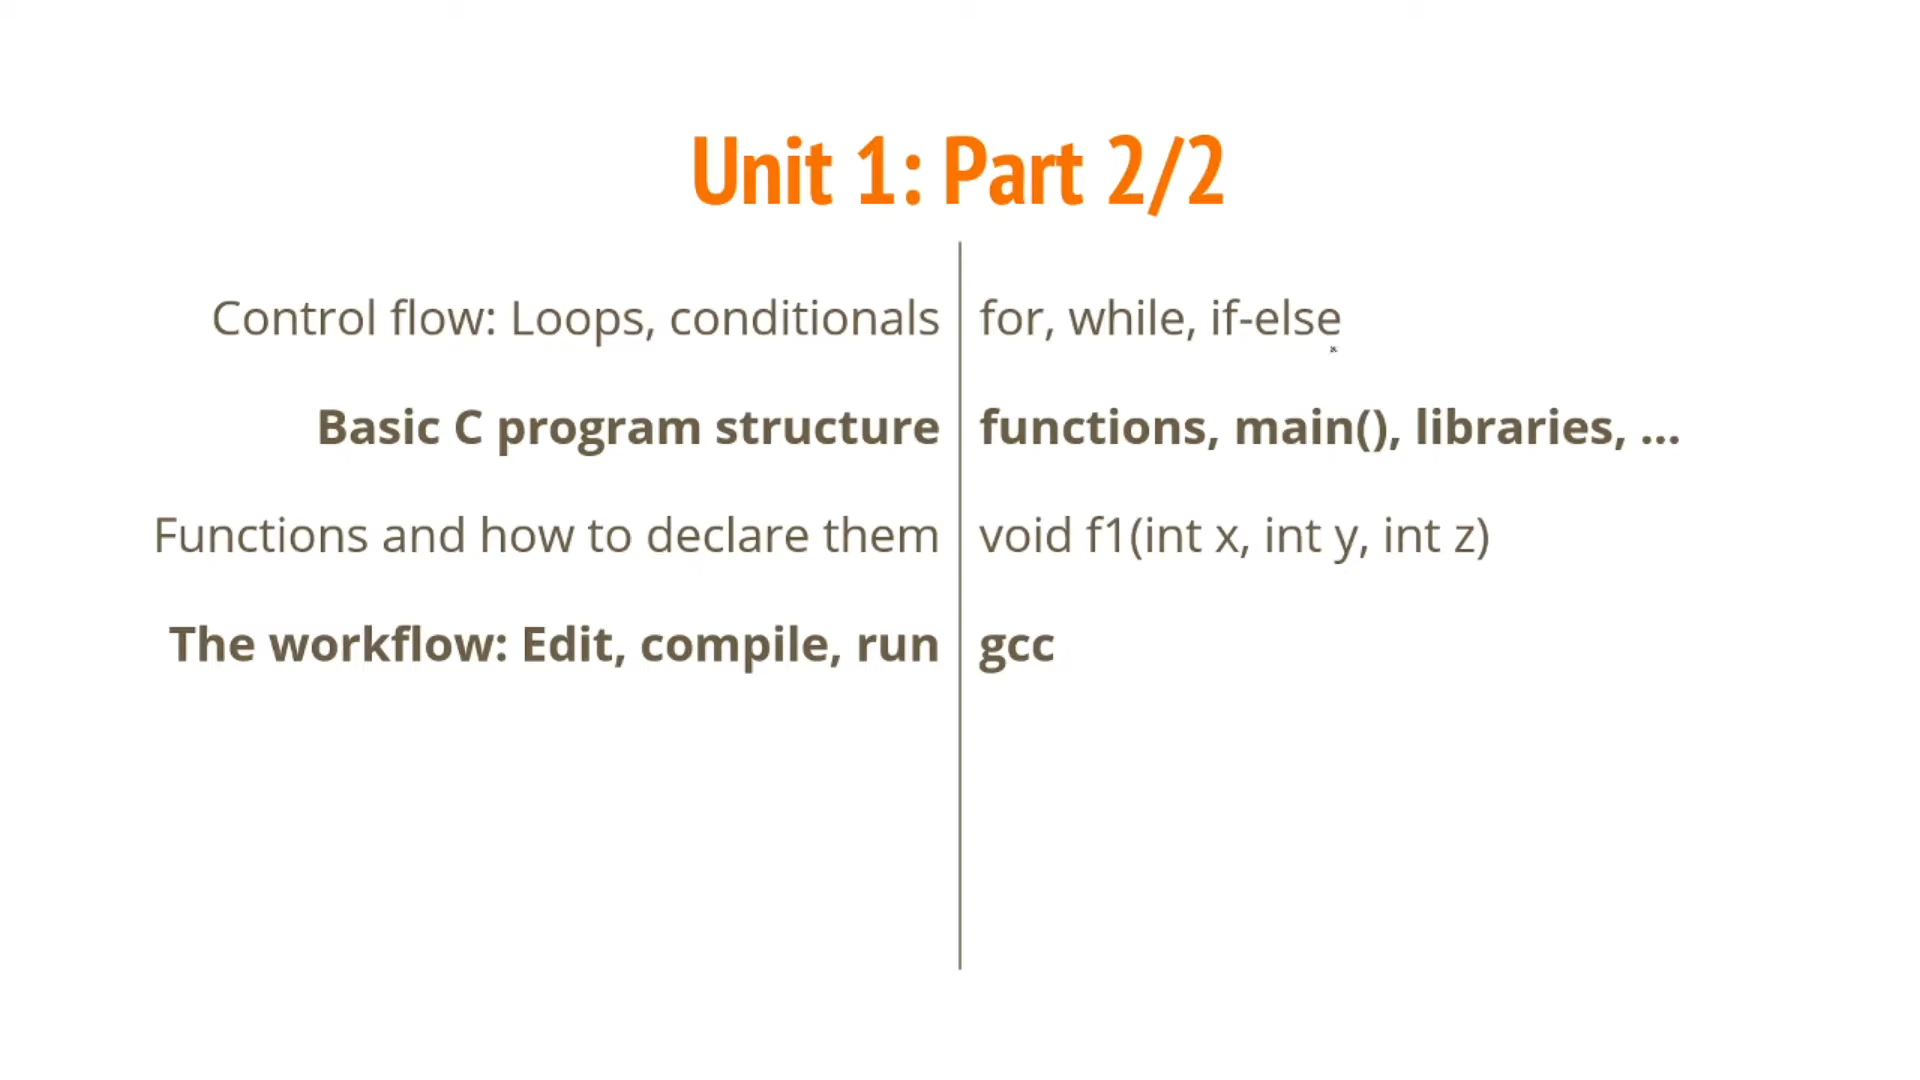 Unit 1: Part 2/2
Control flow: Loops, conditionals
for, while, if-else
Basic C program structure
functions, main(), libraries, ...
Functions and how to declare them
void f1(int x, int y, int z)
The workflow: Edit, compile, run
gcc